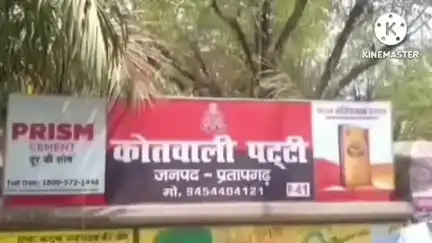 KINEMASTER
PRISM
CEMENT
दूर की सोच
Toll free: 1800-572-1444
कोतवाली पट्टी
जनपद - प्रतापगढ़
मो. 9454404121